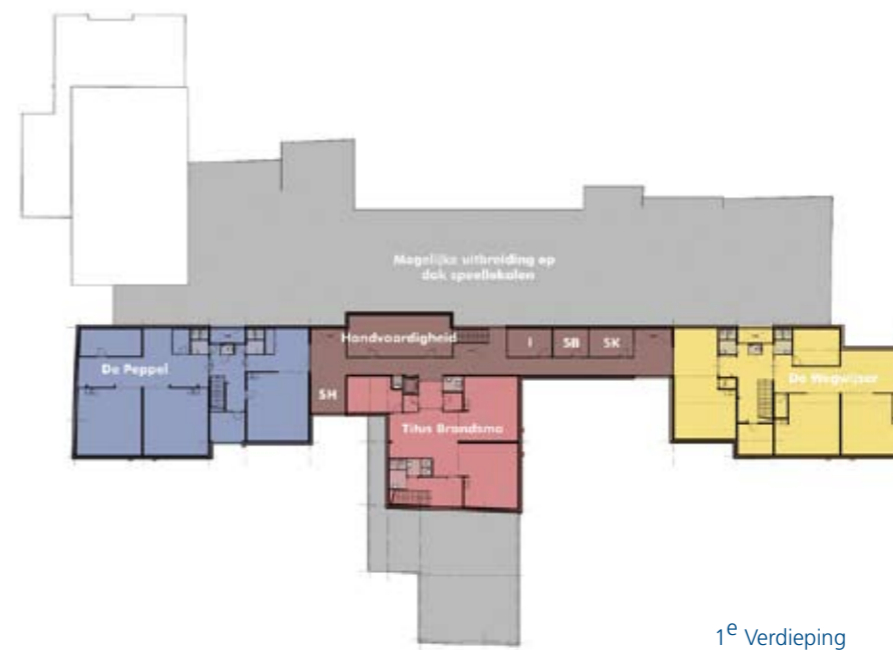 Mogelijke uitbreiding op
dak speellokalen
Handvaardigheid
I
SB
SK
De Peppel
De Wegwijzer
SH
Titus Brandsma
1e Verdieping